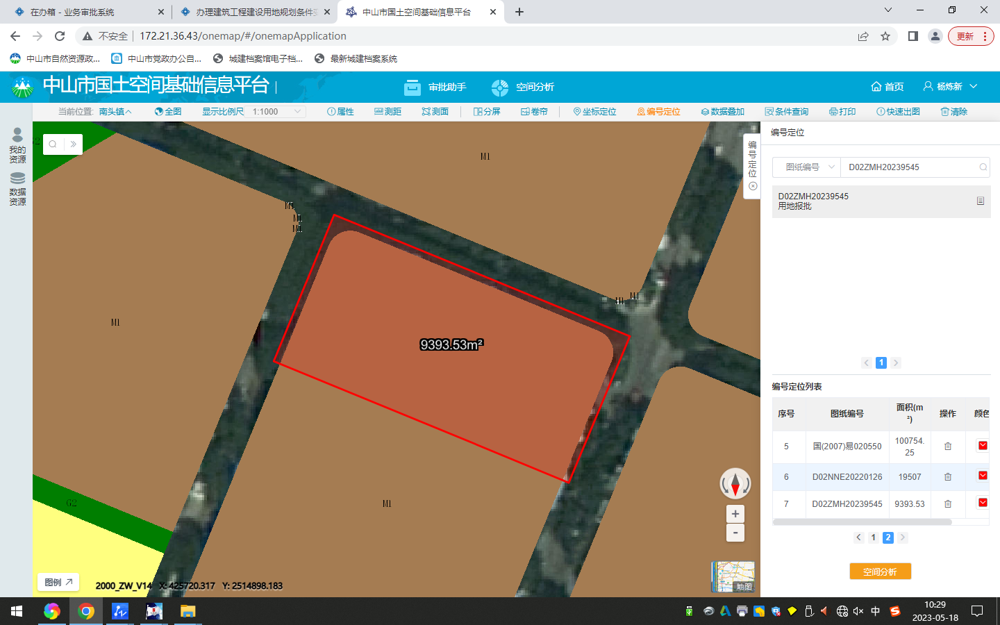 在办箱 - 业务审批系统
办理建筑工程建设用地规划条件变
中山市国土空间基础信息平台
不安全
172.21.36.43/onemap/#/onemapApplication
更新
中山市自然资源政...
中山市党政办公自...
城建档案馆电子档...
最新城建档案系统
中山市国土空间基础信息平台
审批助手
空间分析
首页
杨炼新
当前位置: 南头镇
全图
显示比例尺 1:1000
属性
测距
测面
分屏
卷帘
坐标定位
编号定位
数据叠加
条件查询
打印
快速出图
清除
我的
资源
数据
资源
M1
M1
M1
M1
M1
M1
M1
M1
G2
9393.53m²
编号定位
编号定位
图纸编号
D02ZMH20239545
D02ZMH20239545
用地报批
1
编号定位列表
序号 图纸编号 面积(m²) 操作 颜色
5 国(2007)易020550 100754.25
6 D02NNE20220126 19507
7 D02ZMH20239545 9393.53
1 2
空间分析
图例
2000_ZW_V14 X: 425720.317 Y: 2514898.183
地图
中
10:29
2023-05-18